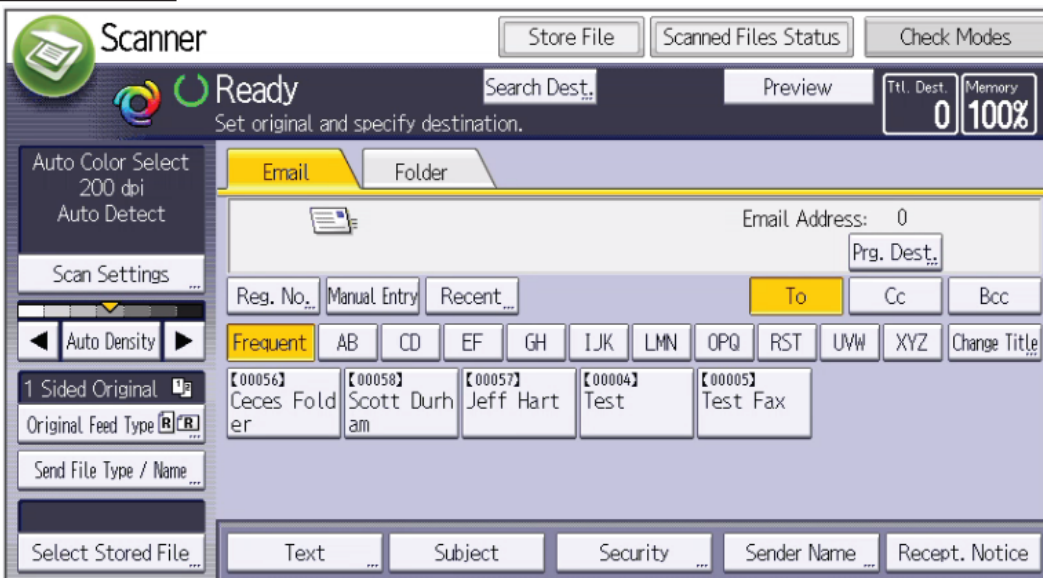 Scanner
Store File
Scanned Files Status
Check Modes
Ready
Search Dest.
Preview
Ttl. Dest.
0
Memory
100%
Set original and specify destination.
Auto Color Select
200 dpi
Auto Detect
Scan Settings
Auto Density
1 Sided Original
Original Feed Type
R R
Send File Type / Name
Select Stored File
Email
Folder
Email Address: 0
Prg. Dest.
Reg. No.
Manual Entry
Recent
To
Cc
Bcc
Frequent
AB
CD
EF
GH
IJK
LMN
OPQ
RST
UVW
XYZ
Change Title
【00056】
Ceces Fold
er
【00058】
Scott Durh
am
【00057】
Jeff Hart
【00004】
Test
【00005】
Test Fax
Text
Subject
Security
Sender Name
Recept. Notice